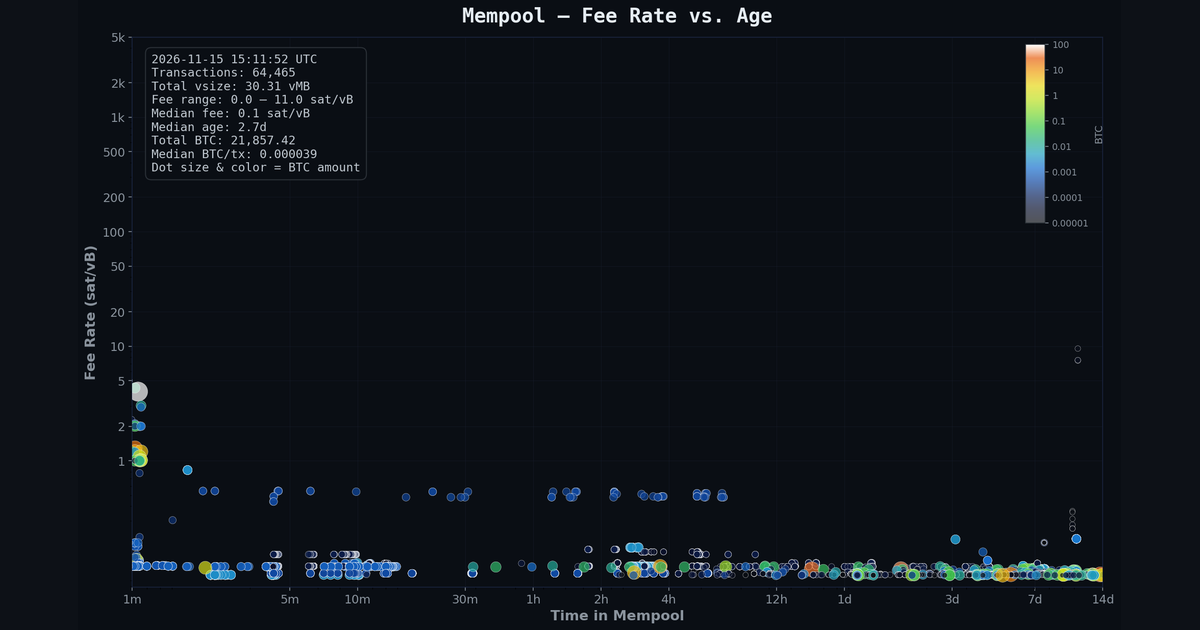 Mempool — Fee Rate vs. Age
2026-11-15 15:11:52 UTC
Transactions: 64,465
Total vsize: 30.31 vMB
Fee range: 0.0 — 11.0 sat/vB
Median fee: 0.1 sat/vB
Median age: 2.7d
Total BTC: 21,857.42
Median BTC/tx: 0.000039
Dot size & color = BTC amount
100
10
1
0.1
0.01
0.001
0.0001
0.00001
BTC
Fee Rate (sat/vB)
5k
2k
1k
500
200
100
50
20
10
5
2
1
1m
5m
10m
30m
1h
2h
4h
12h
1d
3d
7d
14d
Time in Mempool